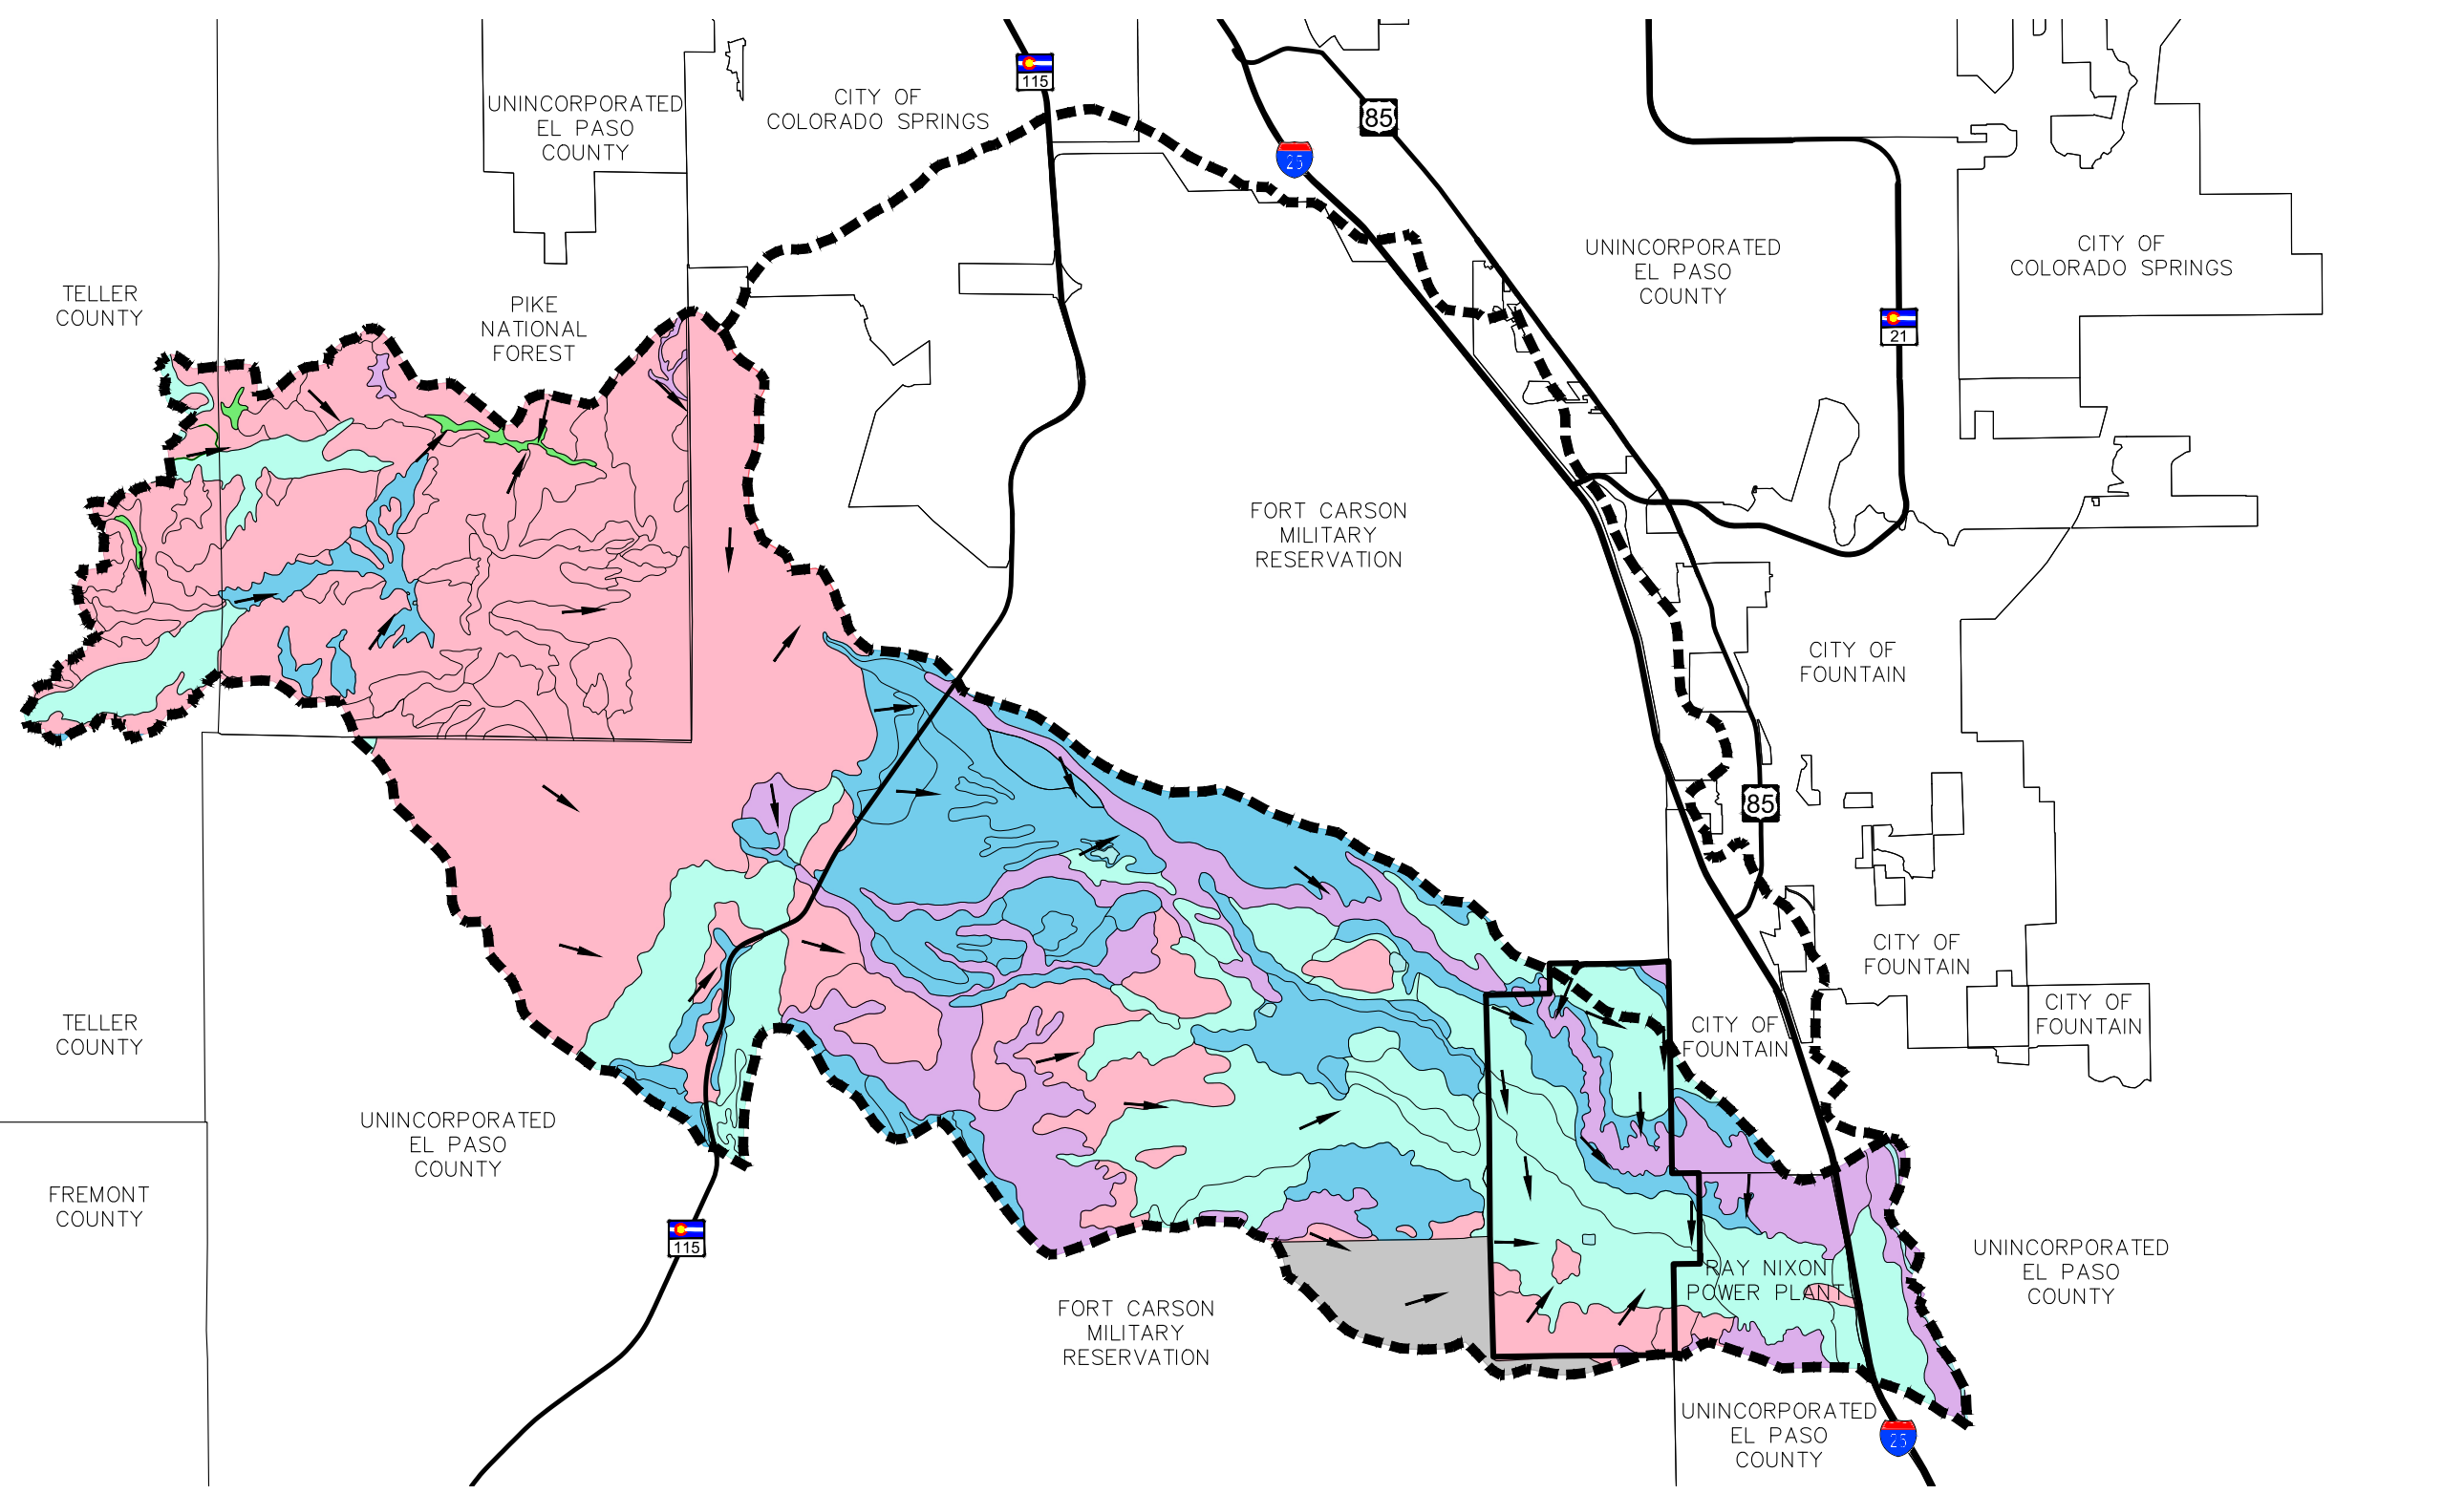 115
UNINCORPORATED
EL PASO
COUNTY
CITY OF
COLORADO SPRINGS
85
25
UNINCORPORATED
EL PASO
COUNTY
CITY OF
COLORADO SPRINGS
TELLER
COUNTY
PIKE
NATIONAL
FOREST
21
FORT CARSON
MILITARY
RESERVATION
CITY OF
FOUNTAIN
85
CITY OF
FOUNTAIN
CITY OF
FOUNTAIN
CITY OF
FOUNTAIN
TELLER
COUNTY
UNINCORPORATED
EL PASO
COUNTY
FREMONT
COUNTY
115
FORT CARSON
MILITARY
RESERVATION
RAY NIXON
POWER PLANT
UNINCORPORATED
EL PASO
COUNTY
UNINCORPORATED
EL PASO
COUNTY
25